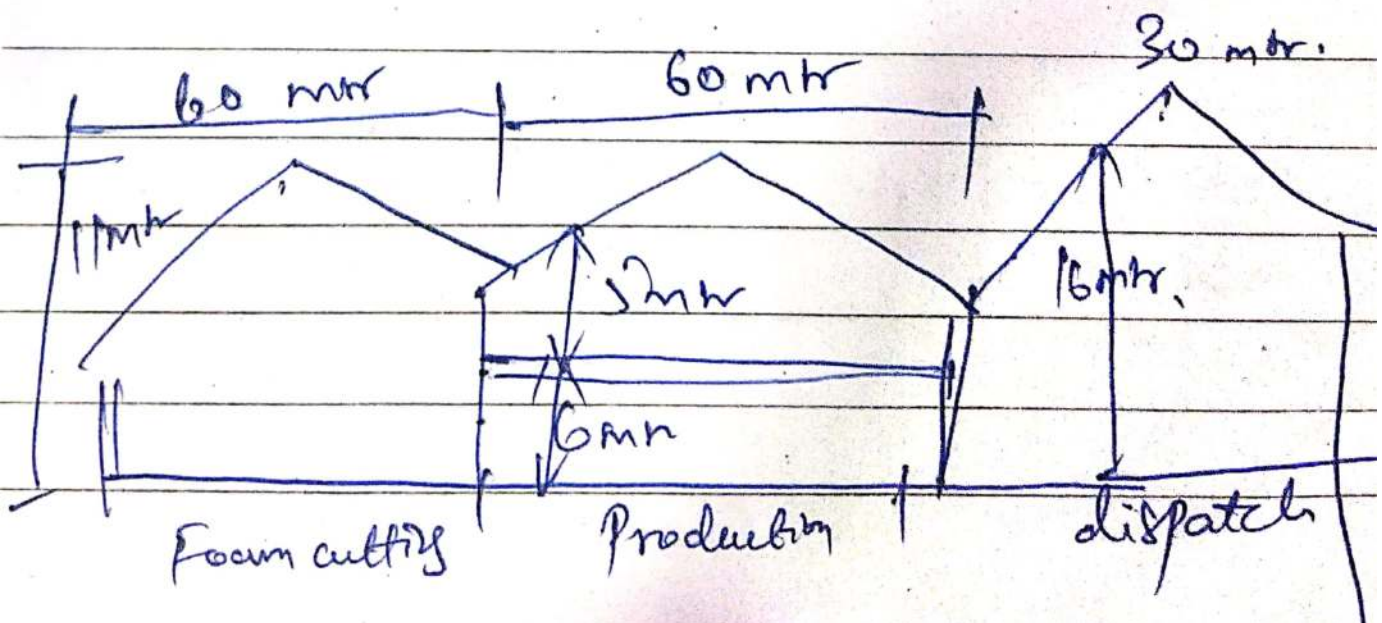 30 mtr.
60 mtr
60 mtr
11mtr
16mtr.
6mtr
Foam cutting
Production
dispatch